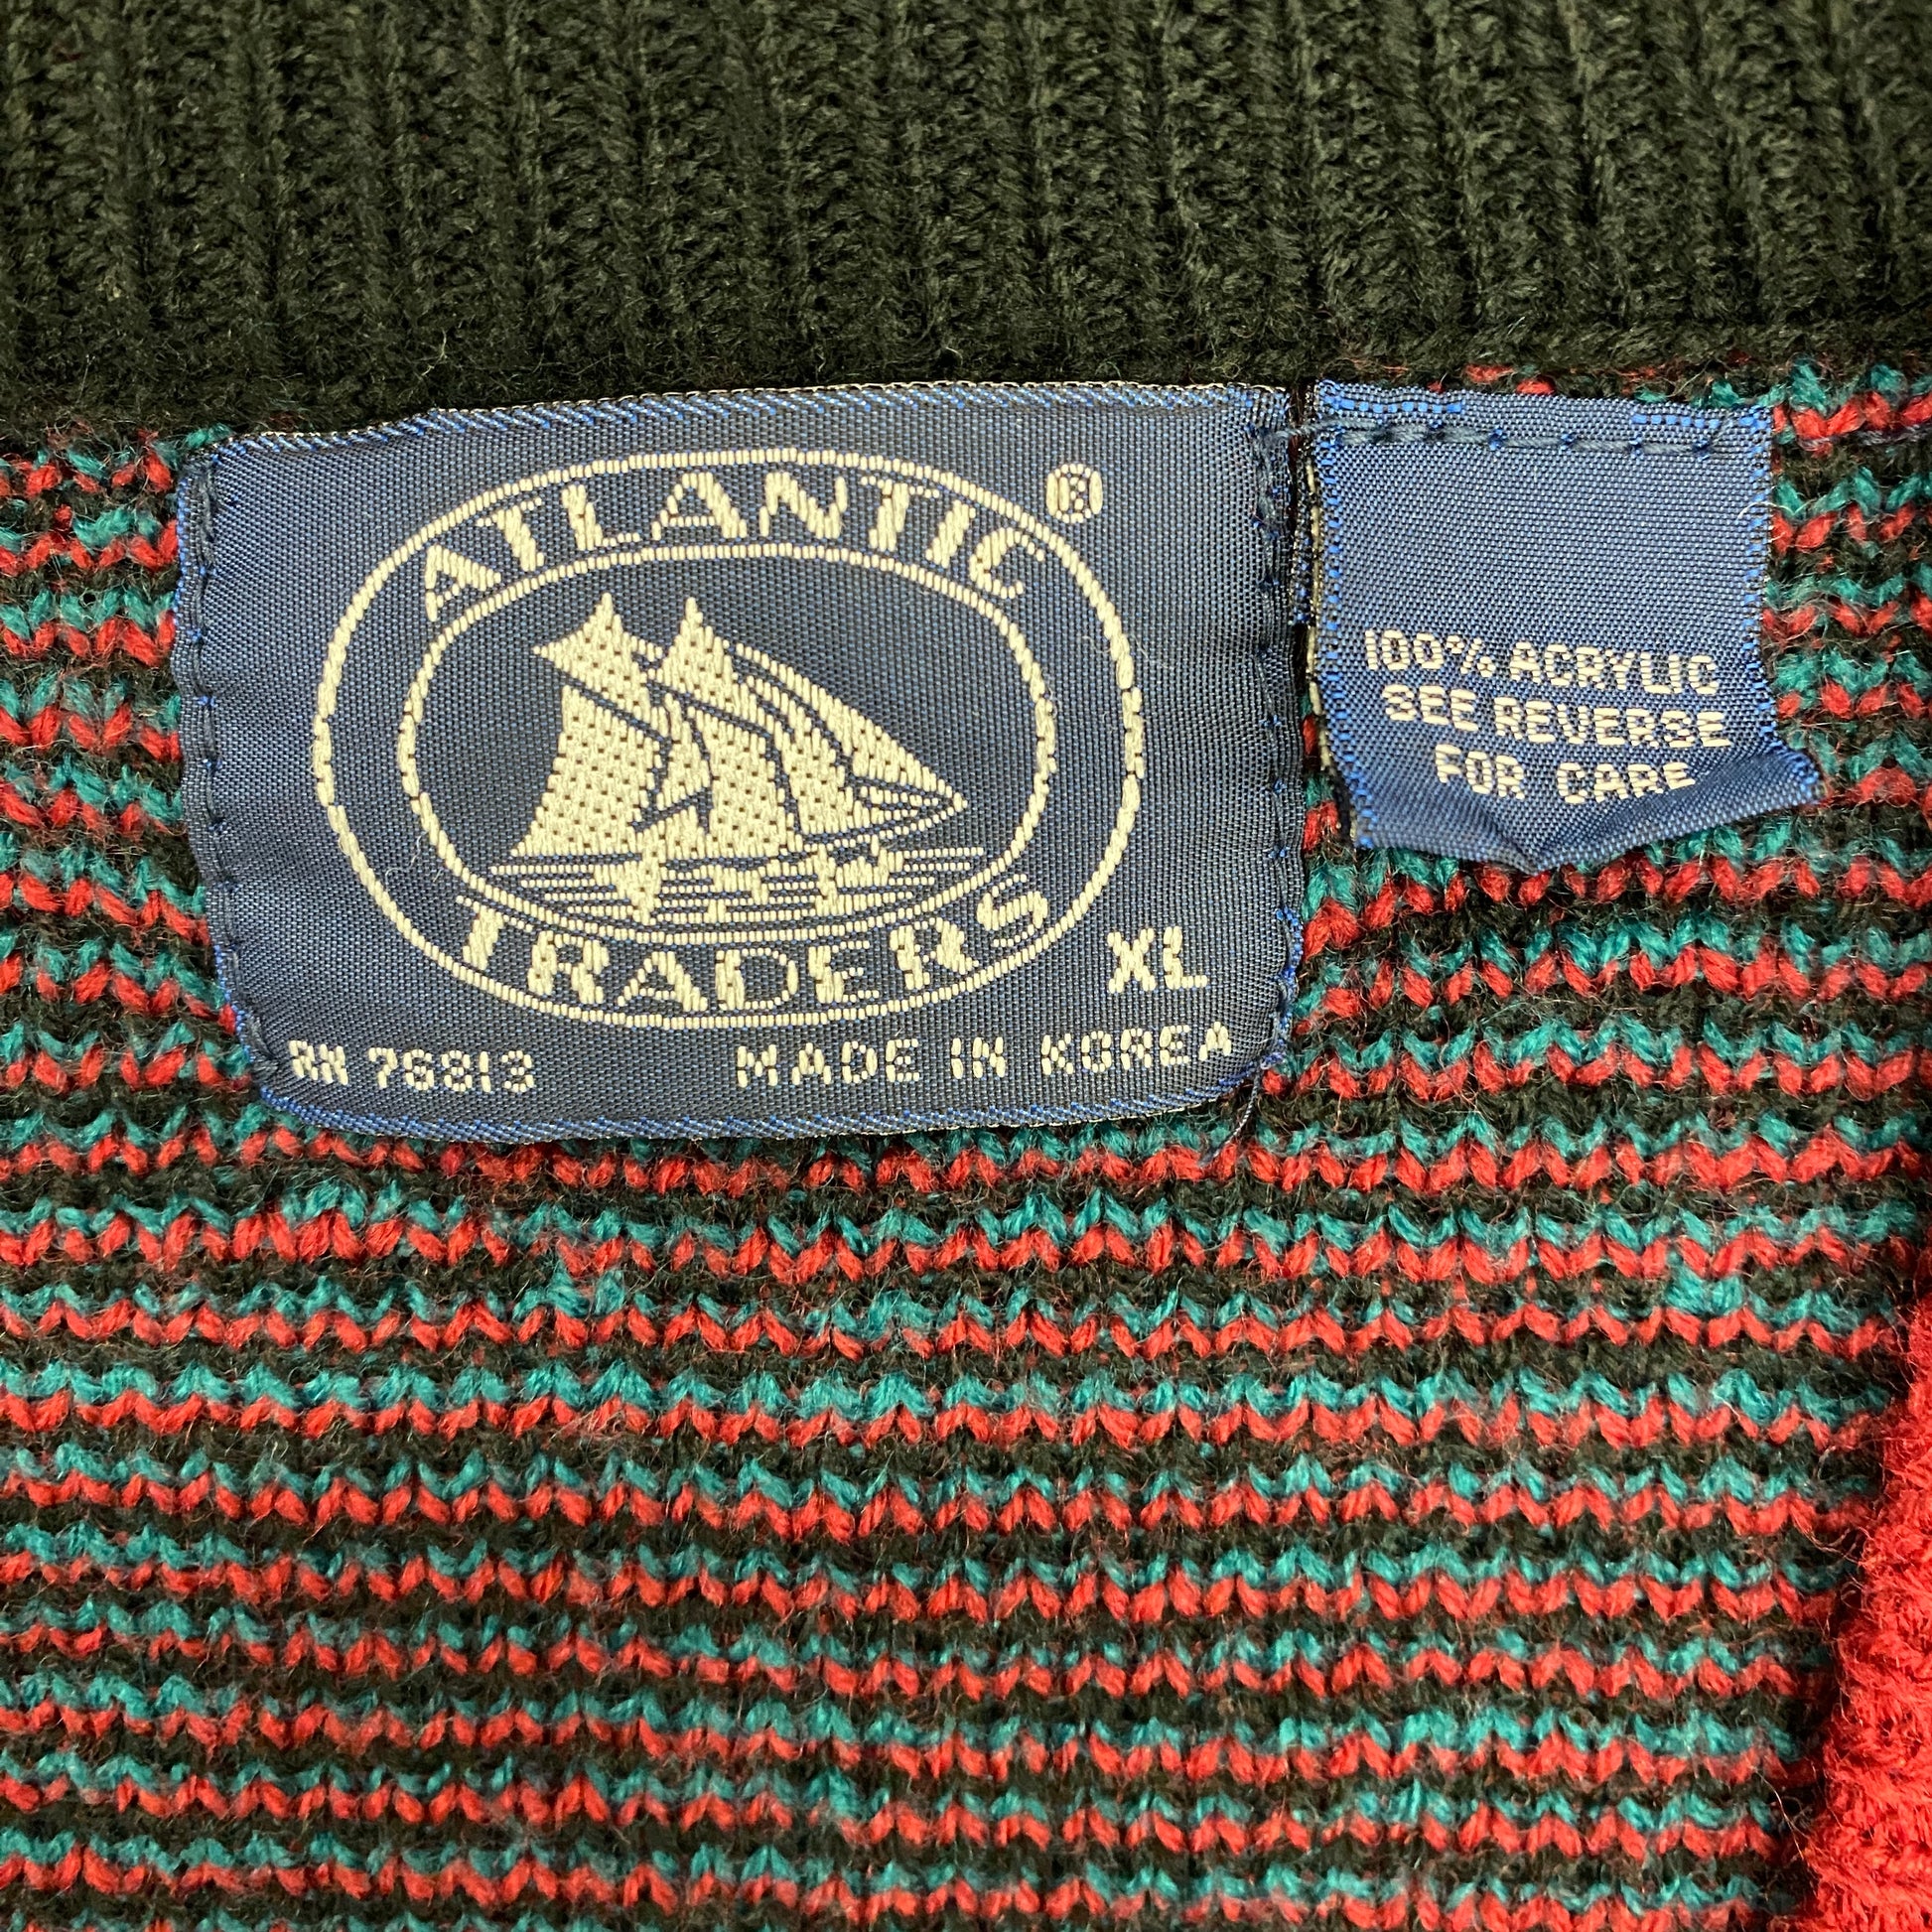 ATLANTIC ®
TRADERS
XL
RN 76813
MADE IN KOREA
100% ACRYLIC
SEE REVERSE
FOR CARE